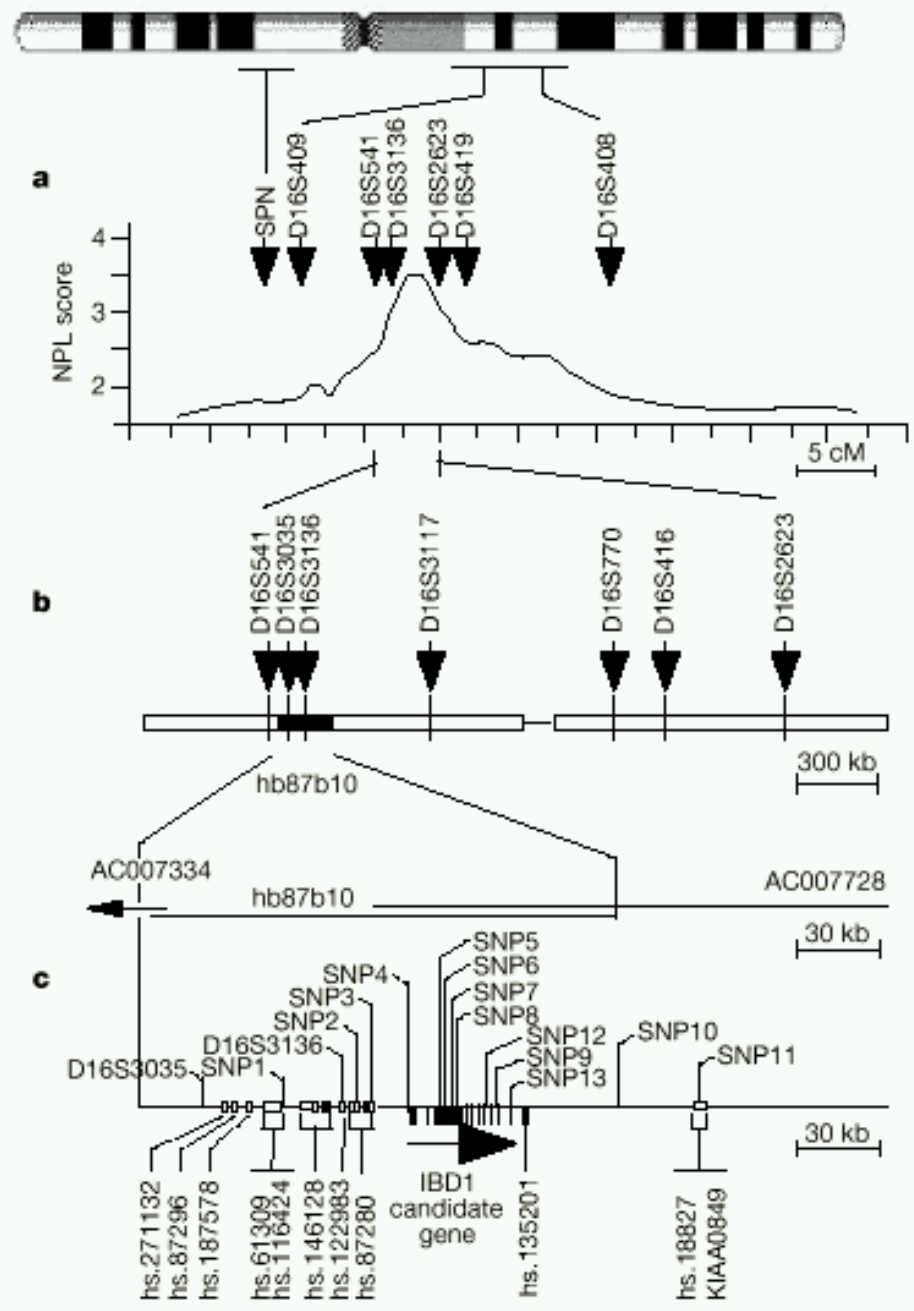 a
SPN
D16S409
D16S541
D16S3136
D16S2623
D16S419
D16S408
NPL score
4
3
2
5 cM
b
D16S541
D16S3035
D16S3136
D16S3117
D16S770
D16S416
D16S2623
hb87b10
300 kb
AC007334
hb87b10
AC007728
30 kb
c
SNP5
SNP6
SNP7
SNP8
SNP4
SNP3
SNP2
D16S3136
D16S3035
SNP1
SNP12
SNP9
SNP13
SNP10
SNP11
30 kb
IBD1
candidate
gene
hs.271132
hs.87296
hs.187578
hs.61309
hs.116424
hs.146128
hs.122983
hs.87280
hs.135201
hs.18827
KIAA0849